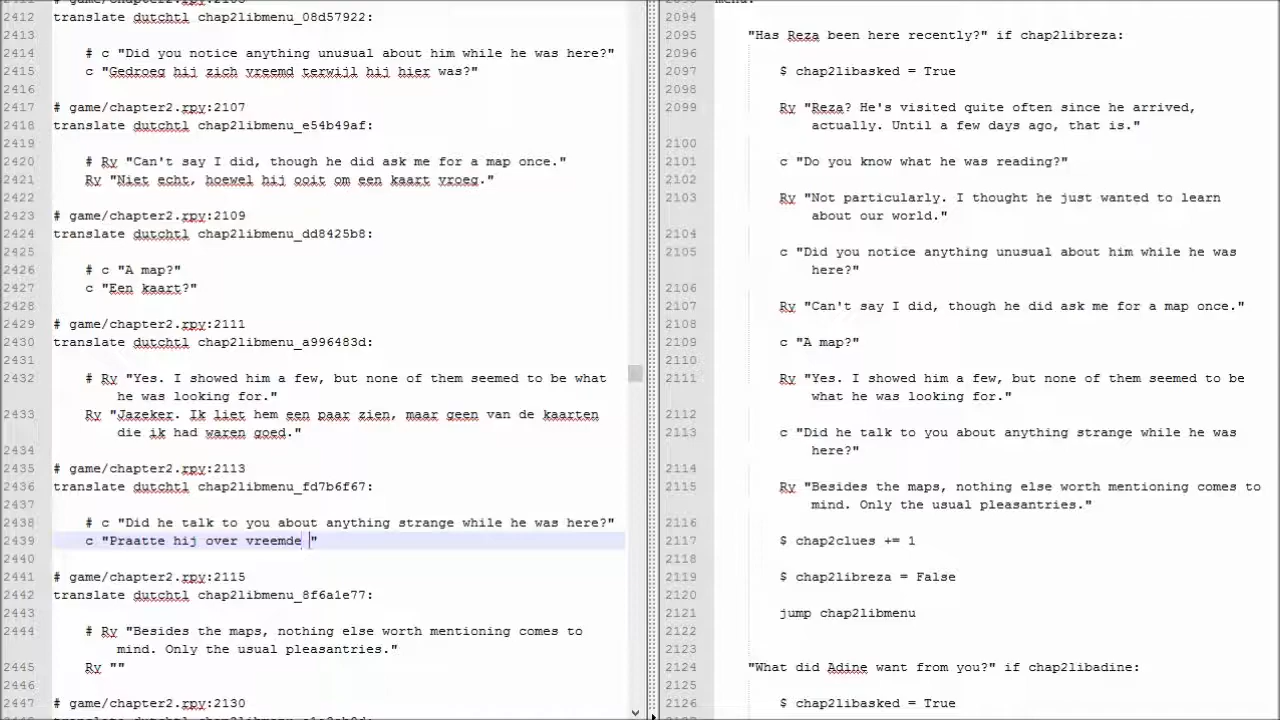 2412 translate dutchtl chap2libmenu_08d57922:
2413
2414 # c "Did you notice anything unusual about him while he was here?"
2415 c "Gedroeg hij zich vreemd terwijl hij hier was?"
2416
2417 # game/chapter2.rpy:2107
2418 translate dutchtl chap2libmenu_e54b49af:
2419
2420 # Ry "Can't say I did, though he did ask me for a map once."
2421 Ry "Niet echt, hoewel hij ooit om een kaart vroeg."
2422
2423 # game/chapter2.rpy:2109
2424 translate dutchtl chap2libmenu_dd8425b8:
2425
2426 # c "A map?"
2427 c "Een kaart?"
2428
2429 # game/chapter2.rpy:2111
2430 translate dutchtl chap2libmenu_a996483d:
2431
2432 # Ry "Yes. I showed him a few, but none of them seemed to be what
he was looking for."
2433 Ry "Jazeker. Ik liet hem een paar zien, maar geen van de kaarten
die ik had waren goed."
2434
2435 # game/chapter2.rpy:2113
2436 translate dutchtl chap2libmenu_fd7b6f67:
2437
2438 # c "Did he talk to you about anything strange while he was here?"
2439 c "Praatte hij over vreemde "
2440
2441 # game/chapter2.rpy:2115
2442 translate dutchtl chap2libmenu_8f6a1e77:
2443
2444 # Ry "Besides the maps, nothing else worth mentioning comes to
mind. Only the usual pleasantries."
2445 Ry ""
2446
2447 # game/chapter2.rpy:2130
2094
2095 "Has Reza been here recently?" if chap2libreza:
2096
2097 $ chap2libasked = True
2098
2099 Ry "Reza? He's visited quite often since he arrived,
actually. Until a few days ago, that is."
2100
2101 c "Do you know what he was reading?"
2102
2103 Ry "Not particularly. I thought he just wanted to learn
about our world."
2104
2105 c "Did you notice anything unusual about him while he was
here?"
2106
2107 Ry "Can't say I did, though he did ask me for a map once."
2108
2109 c "A map?"
2110
2111 Ry "Yes. I showed him a few, but none of them seemed to be
what he was looking for."
2112
2113 c "Did he talk to you about anything strange while he was
here?"
2114
2115 Ry "Besides the maps, nothing else worth mentioning comes to
mind. Only the usual pleasantries."
2116
2117 $ chap2clues += 1
2118
2119 $ chap2libreza = False
2120
2121 jump chap2libmenu
2122
2123
2124 "What did Adine want from you?" if chap2libadine:
2125
2126 $ chap2libasked = True